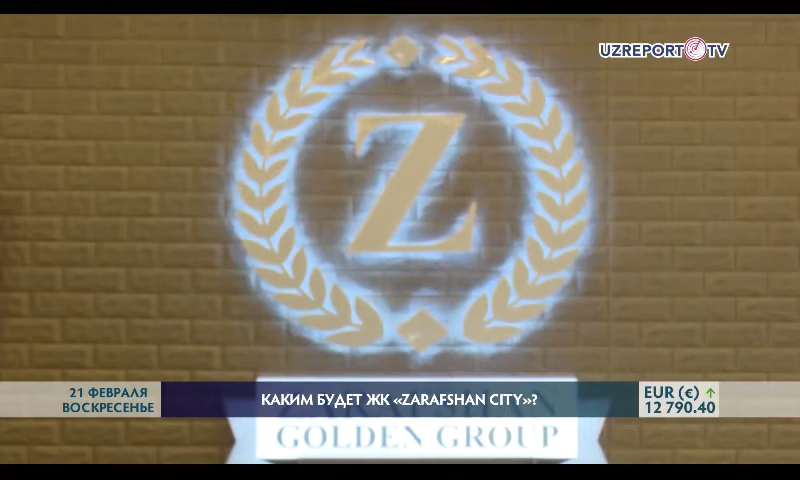 UZREPORT TV
Z
21 ФЕВРАЛЯ
ВОСКРЕСЕНЬЕ
КАКИМ БУДЕТ ЖК «ZARAFSHAN CITY»?
EUR (€) ↑
12 790.40
GOLDEN GROUP